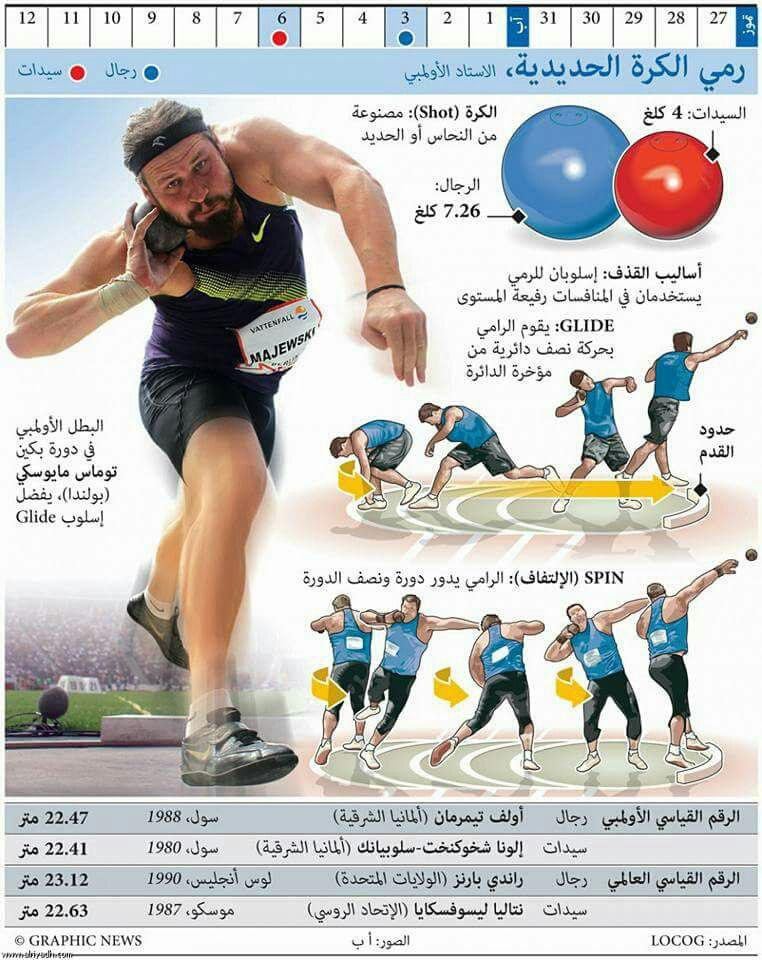 تموز 27 28 29 30 31 آب 1 2 3 4 5 6 7 8 9 10 11 12
رمي الكرة الحديدية، الاستاد الأولمبي
رجال سيدات
السيدات: 4 كلغ
الكرة (Shot): مصنوعة
من النحاس أو الحديد
الرجال:
7.26 كلغ
أساليب القذف: إسلوبان للرمي
يستخدمان في المنافسات رفيعة المستوى
GLIDE: يقوم الرامي
بحركة نصف دائرية من
مؤخرة الدائرة
حدود
القدم
VATTENFALL
MAJEWSKI
BERLIN
البطل الأولمبي
في دورة بكين
توماس مايوسكي
(بولندا)، يفضل
إسلوب Glide
SPIN (الإلتفاف): الرامي يدور دورة ونصف الدورة
الرقم القياسي الأولمبي رجال أولف تيمرمان (ألمانيا الشرقية) سول، 1988 22.47 متر
سيدات إلونا شخوكنخت-سلوبيانك (ألمانيا الشرقية) سول، 1980 22.41 متر
الرقم القياسي العالمي رجال راندي بارنز (الولايات المتحدة) لوس أنجليس، 1990 23.12 متر
سيدات نتاليا ليسوفسكايا (الإتحاد الروسي) موسكو، 1987 22.63 متر
المصدر: LOCOG الصور: أ ب © GRAPHIC NEWS
www.alriyadh.com